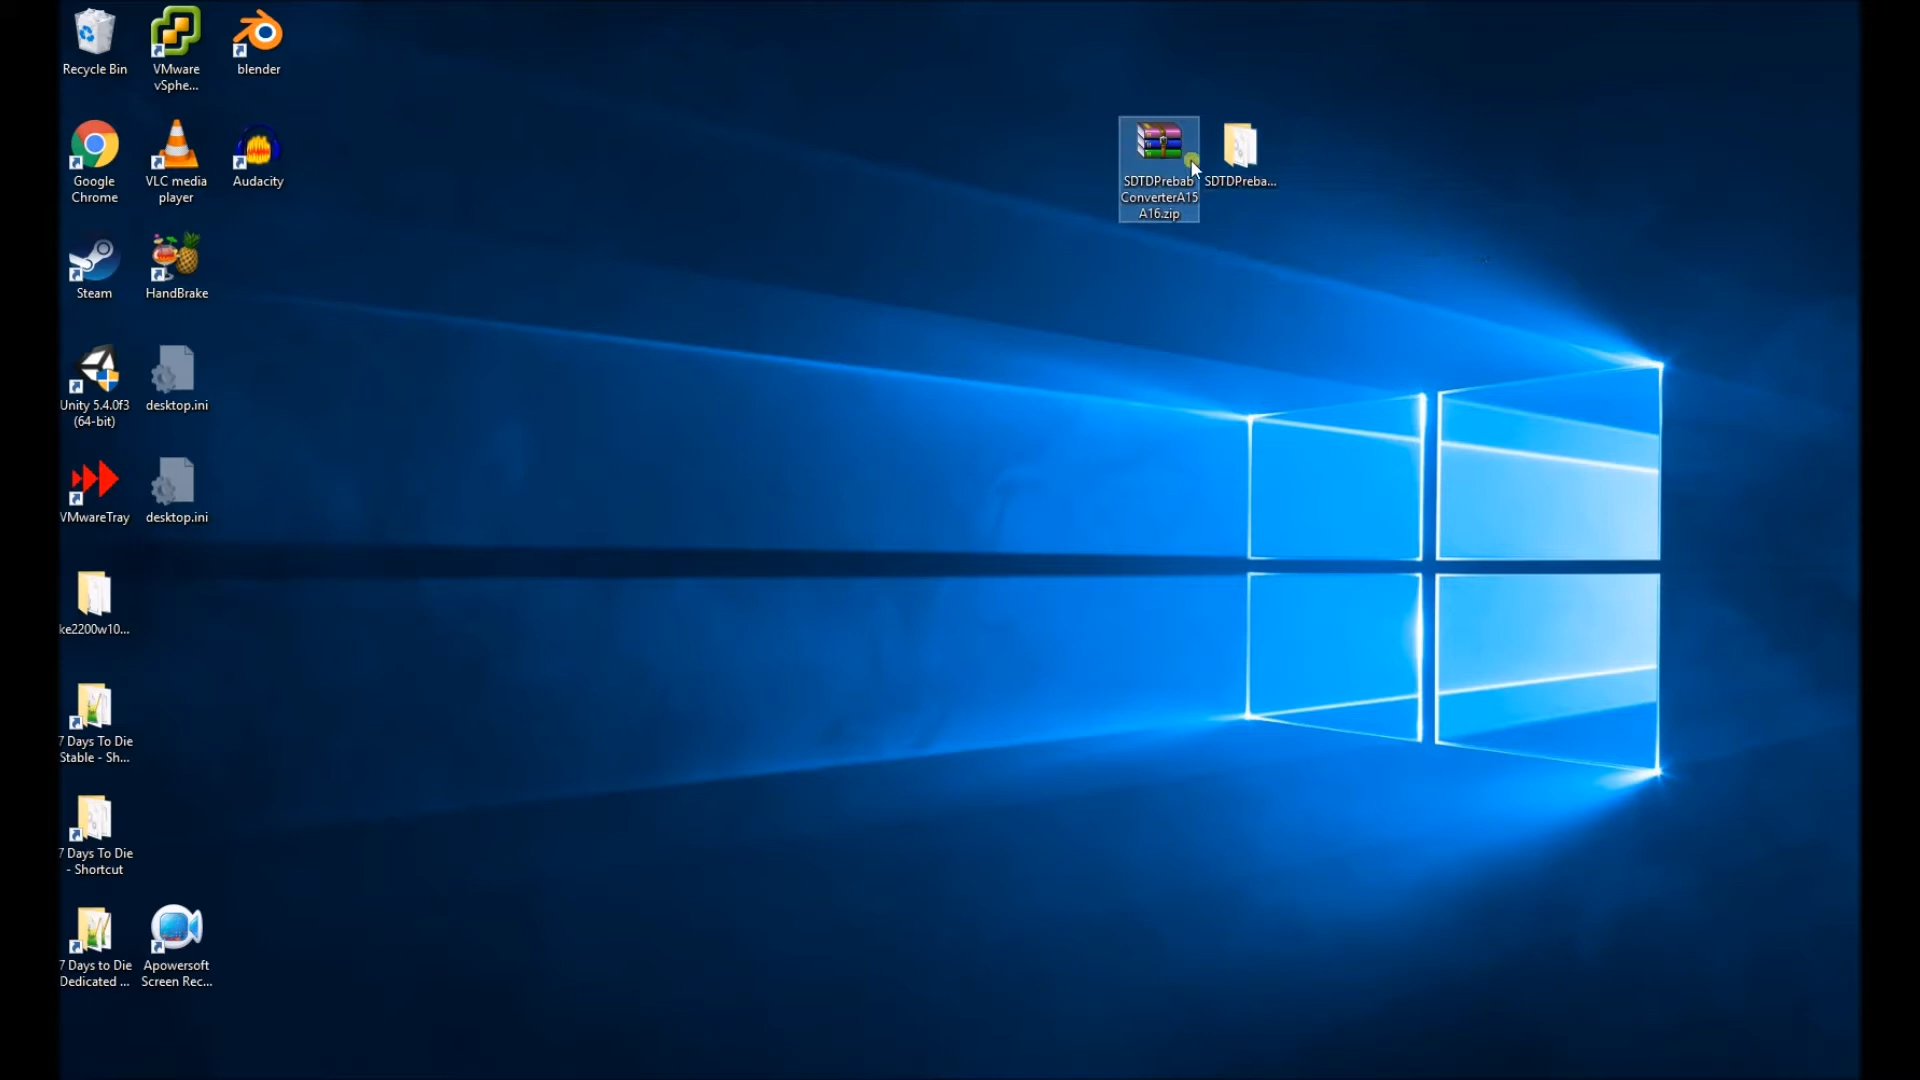 Recycle Bin
VMware
vSphe...
blender
Google
Chrome
VLC media
player
Audacity
Steam
HandBrake
Unity 5.4.0f3
(64-bit)
desktop.ini
VMwareTray
desktop.ini
ke2200w10...
7 Days To Die
Stable - Sh...
7 Days To Die
- Shortcut
7 Days to Die
Dedicated ...
Apowersoft
Screen Rec...
SDTDPrebab
ConverterA15
A16.zip
SDTDPreba...